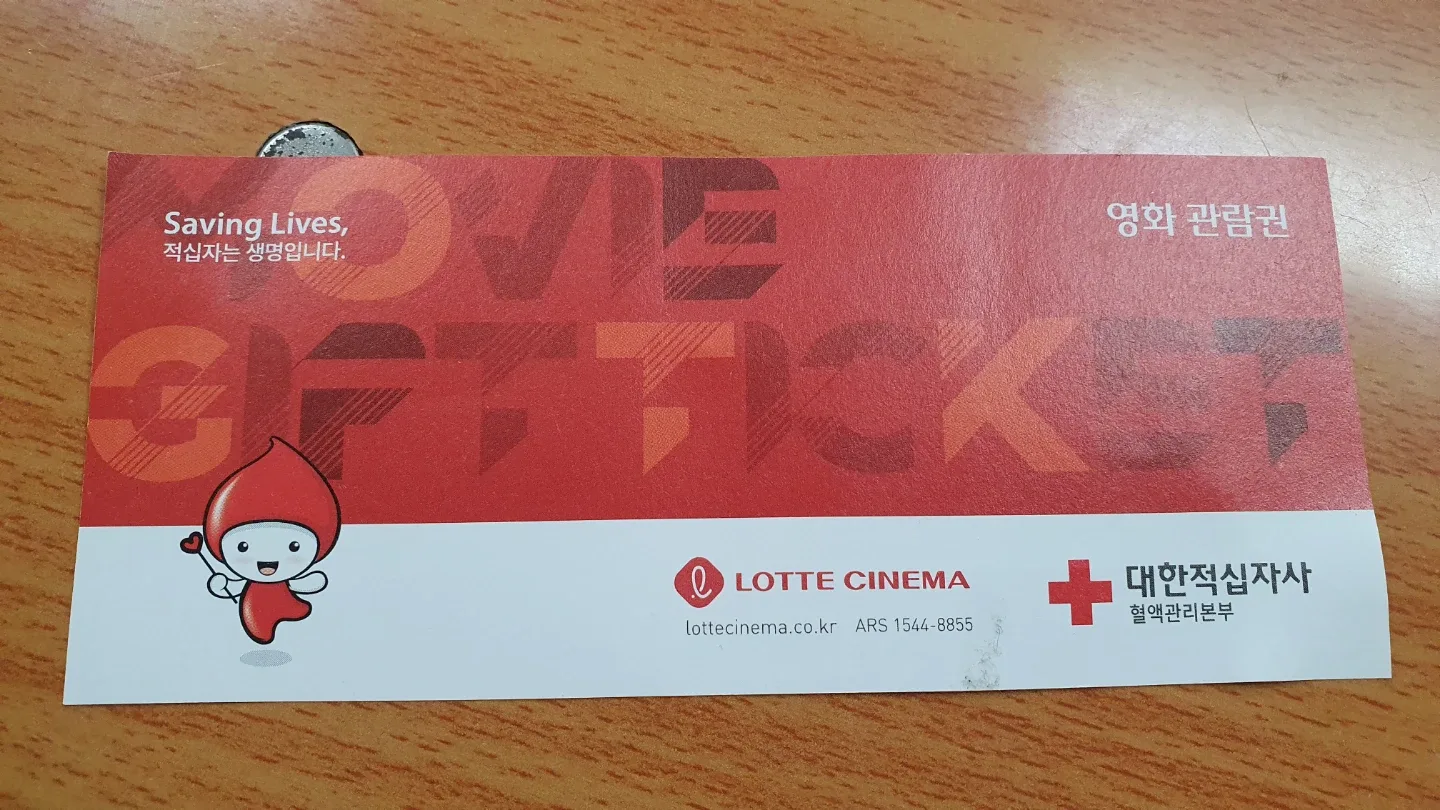 Saving Lives,
적십자는 생명입니다.
영화 관람권
MOVIE
GIFT TICKET
LOTTE CINEMA
lottecinema.co.kr ARS 1544-8855
대한적십자사
혈액관리본부